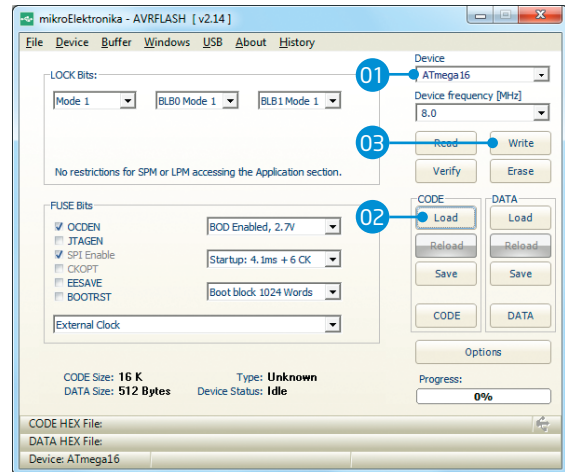 mikroElektronika - AVRFLASH [ v2.14 ]
File Device Buffer Windows USB About History
LOCK Bits:
Mode 1
BLB0 Mode 1
BLB1 Mode 1
No restrictions for SPM or LPM accessing the Application section.
FUSE Bits
OCDEN
JTAGEN
SPI Enable
CKOPT
EESAVE
BOOTRST
BOD Enabled, 2.7V
Startup: 4.1ms + 6 CK
Boot block 1024 Words
External Clock
CODE Size: 16 K
DATA Size: 512 Bytes
Type: Unknown
Device Status: Idle
01
Device
ATmega16
Device frequency [MHz]
8.0
03
Read Write
Verify Erase
02
CODE DATA
Load Load
Reload Reload
Save Save
CODE DATA
Options
Progress:
0%
CODE HEX File:
DATA HEX File:
Device: ATmega16